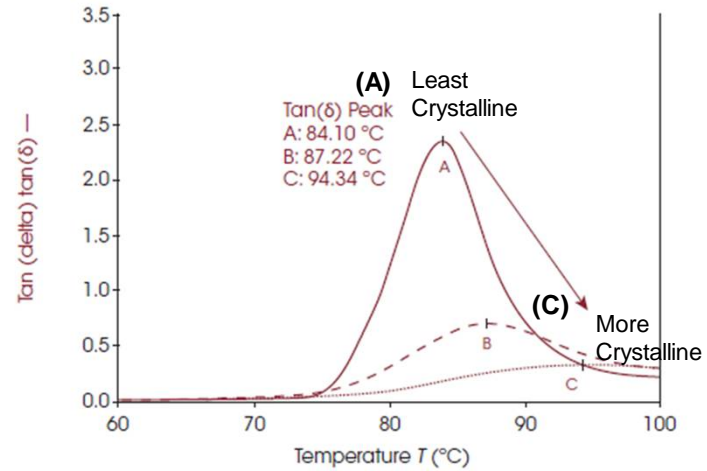 3.5
3.0
2.5
2.0
1.5
1.0
0.5
0.0
Tan (delta) tan(δ) —
(A) Least
Crystalline
Tan(δ) Peak
A: 84.10 °C
B: 87.22 °C
C: 94.34 °C
A
(C)
More
Crystalline
B
C
60 70 80 90 100
Temperature T (°C)